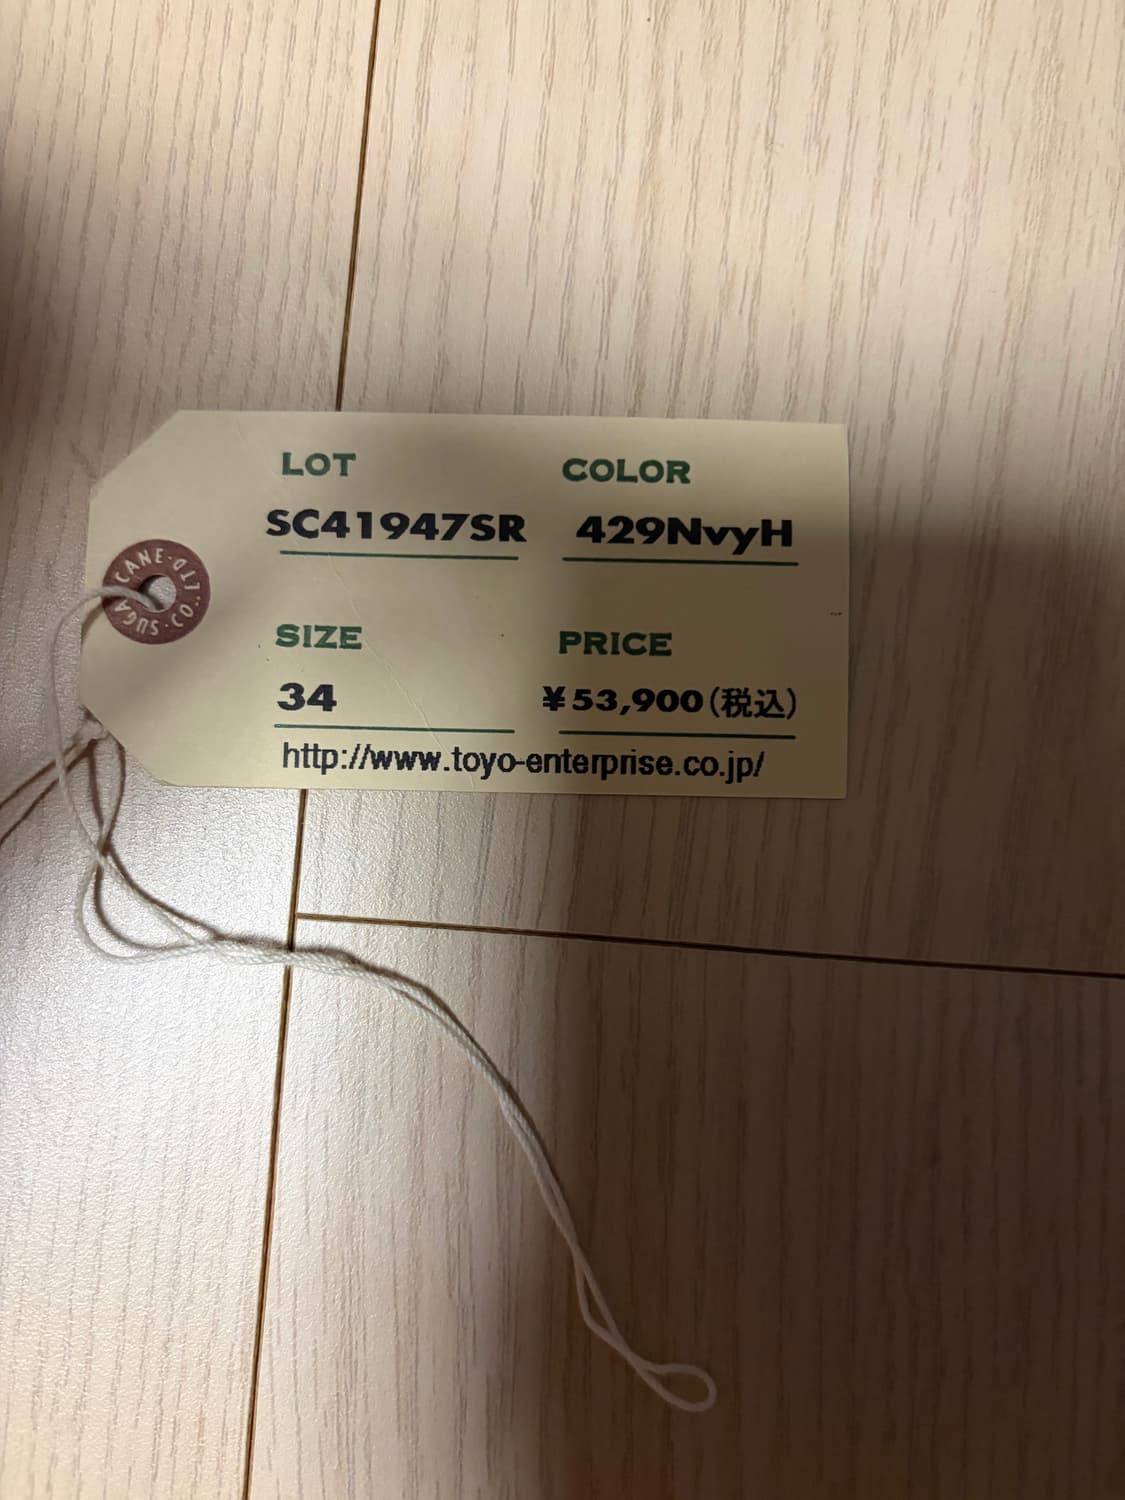 LOT
SC41947SR
COLOR
429NvyH
SUGAR CANE·CO.,LTD·
SIZE
34
PRICE
¥53,900(税込)
http://www.toyo-enterprise.co.jp/